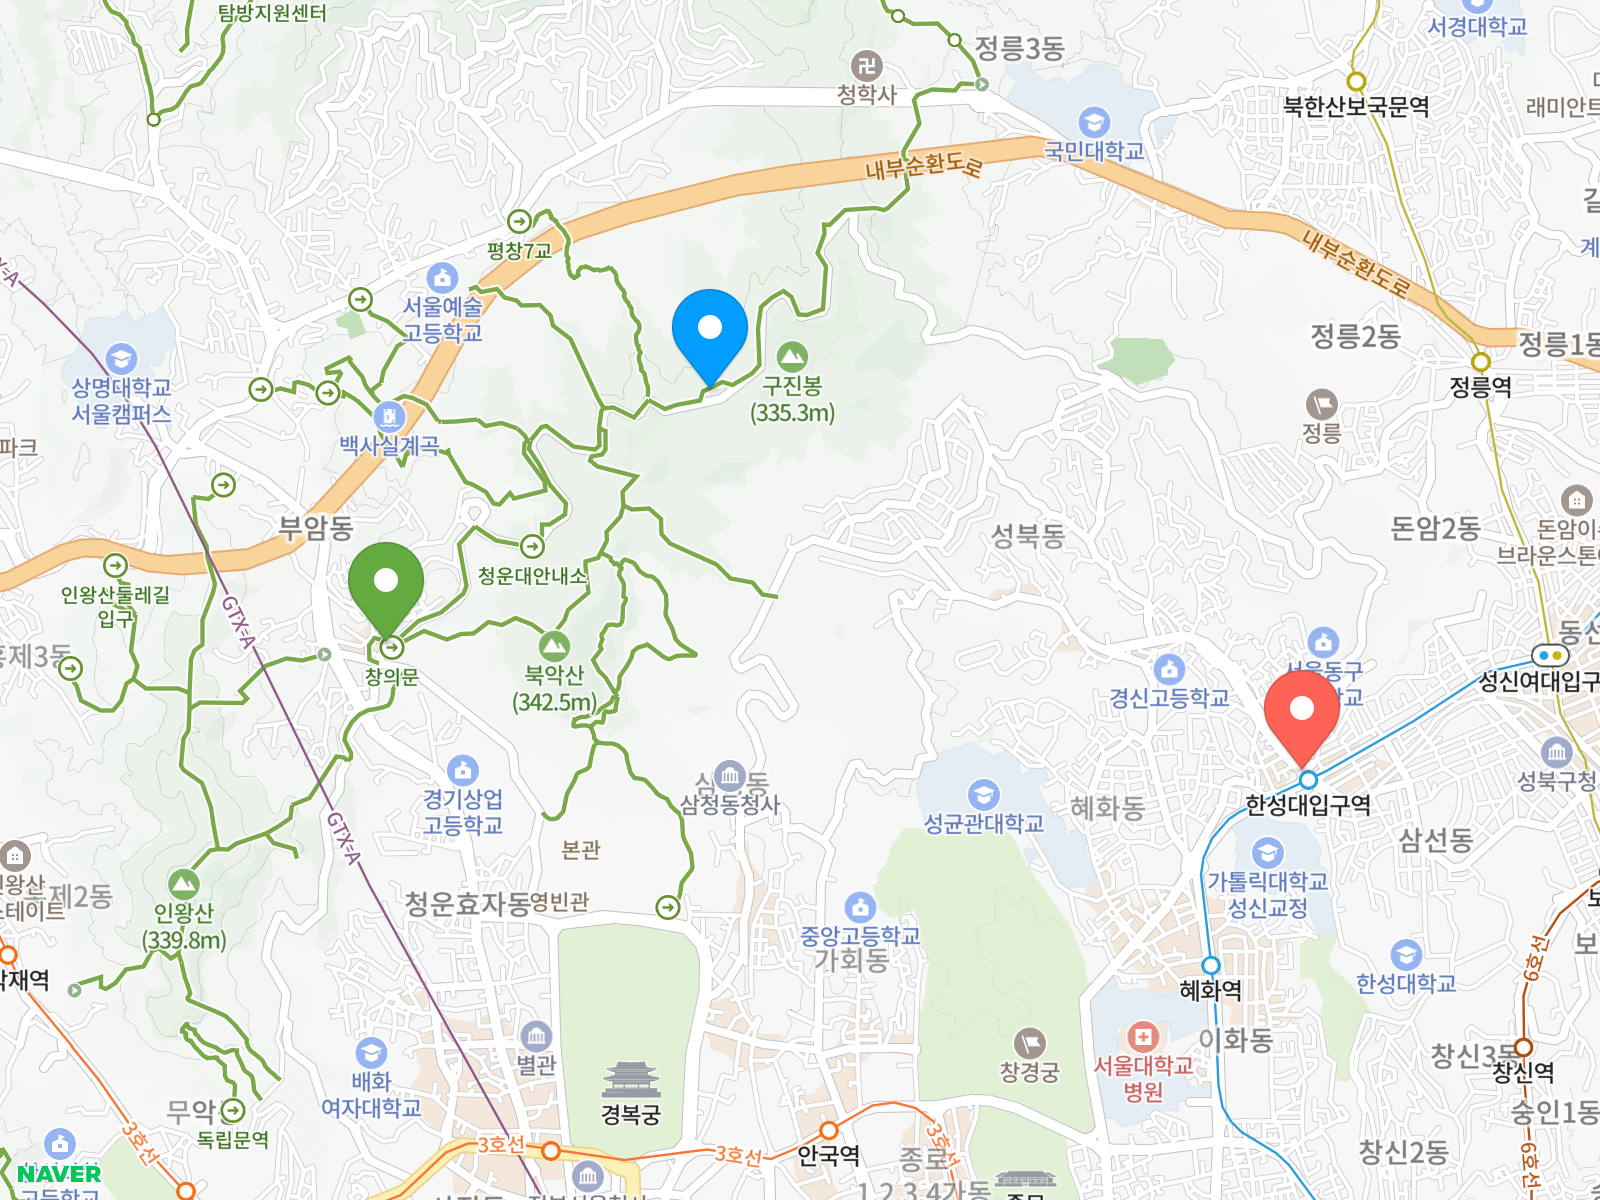 탐방지원센터
서경대학교
정릉3동
청학사
북한산보국문역
래미안트
국민대학교
내부순환도로
평창7교
서울예술
고등학교
내부순환도로
정릉2동
정릉1동
상명대학교
서울캠퍼스
구진봉
(335.3m)
정릉역
정릉
백사실계곡
파크
부암동
성북동
돈암2동
브라운스톤
청운대안내소
인왕산둘레길
입구
GTX-A
창의문
북악산
(342.5m)
경신고등학교
서울동구
성신여대입구
경기상업
고등학교
삼청동청사
성균관대학교
혜화동
한성대입구역
성북구청
삼선동
본관
가톨릭대학교
성신교정
영빈관
청운효자동
인왕산
(339.8m)
제2동
중앙고등학교
가회동
혜화역
한성대학교
6호선
이화동
별관
창경궁
서울대학교
병원
창신3동
창신역
배화
여자대학교
경복궁
무악
독립문역
3호선
3호선
3호선
3호선
안국역
종로
1.2.3.4가동
창신2동
숭인1동
6호선
GTX-A
NAVER
고등학교